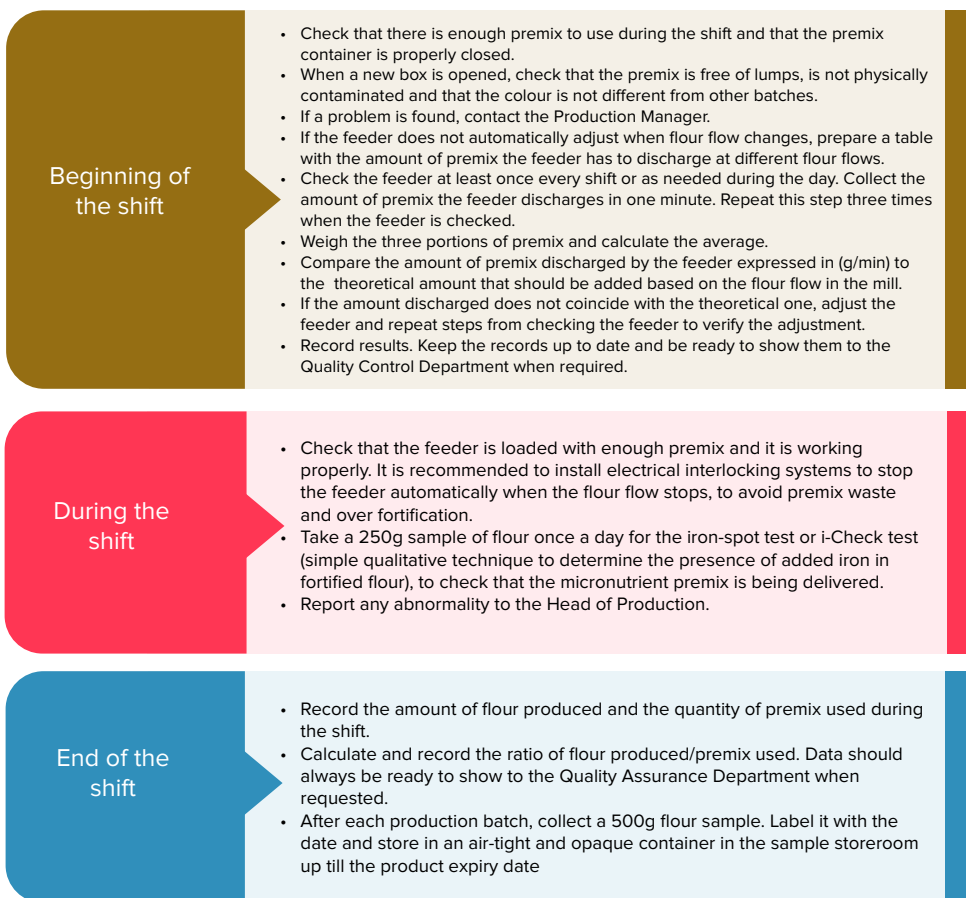 Beginning of
the shift
• Check that there is enough premix to use during the shift and that the premix
container is properly closed.
• When a new box is opened, check that the premix is free of lumps, is not physically
contaminated and that the colour is not different from other batches.
• If a problem is found, contact the Production Manager.
• If the feeder does not automatically adjust when flour flow changes, prepare a table
with the amount of premix the feeder has to discharge at different flour flows.
• Check the feeder at least once every shift or as needed during the day. Collect the
amount of premix the feeder discharges in one minute. Repeat this step three times
when the feeder is checked.
• Weigh the three portions of premix and calculate the average.
• Compare the amount of premix discharged by the feeder expressed in (g/min) to
the theoretical amount that should be added based on the flour flow in the mill.
• If the amount discharged does not coincide with the theoretical one, adjust the
feeder and repeat steps from checking the feeder to verify the adjustment.
• Record results. Keep the records up to date and be ready to show them to the
Quality Control Department when required.
During the
shift
• Check that the feeder is loaded with enough premix and it is working
properly. It is recommended to install electrical interlocking systems to stop
the feeder automatically when the flour flow stops, to avoid premix waste
and over fortification.
• Take a 250g sample of flour once a day for the iron-spot test or i-Check test
(simple qualitative technique to determine the presence of added iron in
fortified flour), to check that the micronutrient premix is being delivered.
• Report any abnormality to the Head of Production.
End of the
shift
• Record the amount of flour produced and the quantity of premix used during
the shift.
• Calculate and record the ratio of flour produced/premix used. Data should
always be ready to show to the Quality Assurance Department when
requested.
• After each production batch, collect a 500g flour sample. Label it with the
date and store in an air-tight and opaque container in the sample storeroom
up till the product expiry date